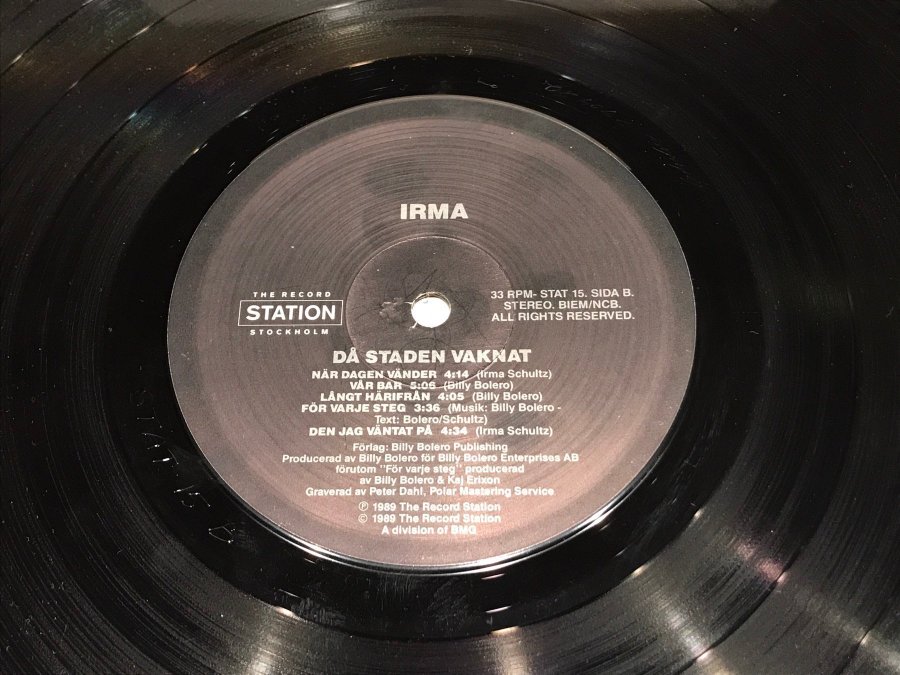 IRMA
THE RECORD
STATION
STOCKHOLM
33 RPM- STAT 15. SIDA B.
STEREO. BIEM/NCB.
ALL RIGHTS RESERVED.
DÅ STADEN VAKNAT
NÄR DAGEN VÄNDER 4:14 (Irma Schultz)
VÅR BAR 5:06 (Billy Bolero)
LÅNGT HÄRIFRÅN 4:05 (Billy Bolero)
FÖR VARJE STEG 3:36 (Musik: Billy Bolero -
Text: Bolero/Schultz)
DEN JAG VÄNTAT PÅ 4:34 (Irma Schultz)
Förlag: Billy Bolero Publishing
Producerad av Billy Bolero för Billy Bolero Enterprises AB
förutom "För varje steg" producerad
av Billy Bolero & Kaj Erixon
Graverad av Peter Dahl, Polar Mastering Service
℗ 1989 The Record Station
© 1989 The Record Station
A division of BMG